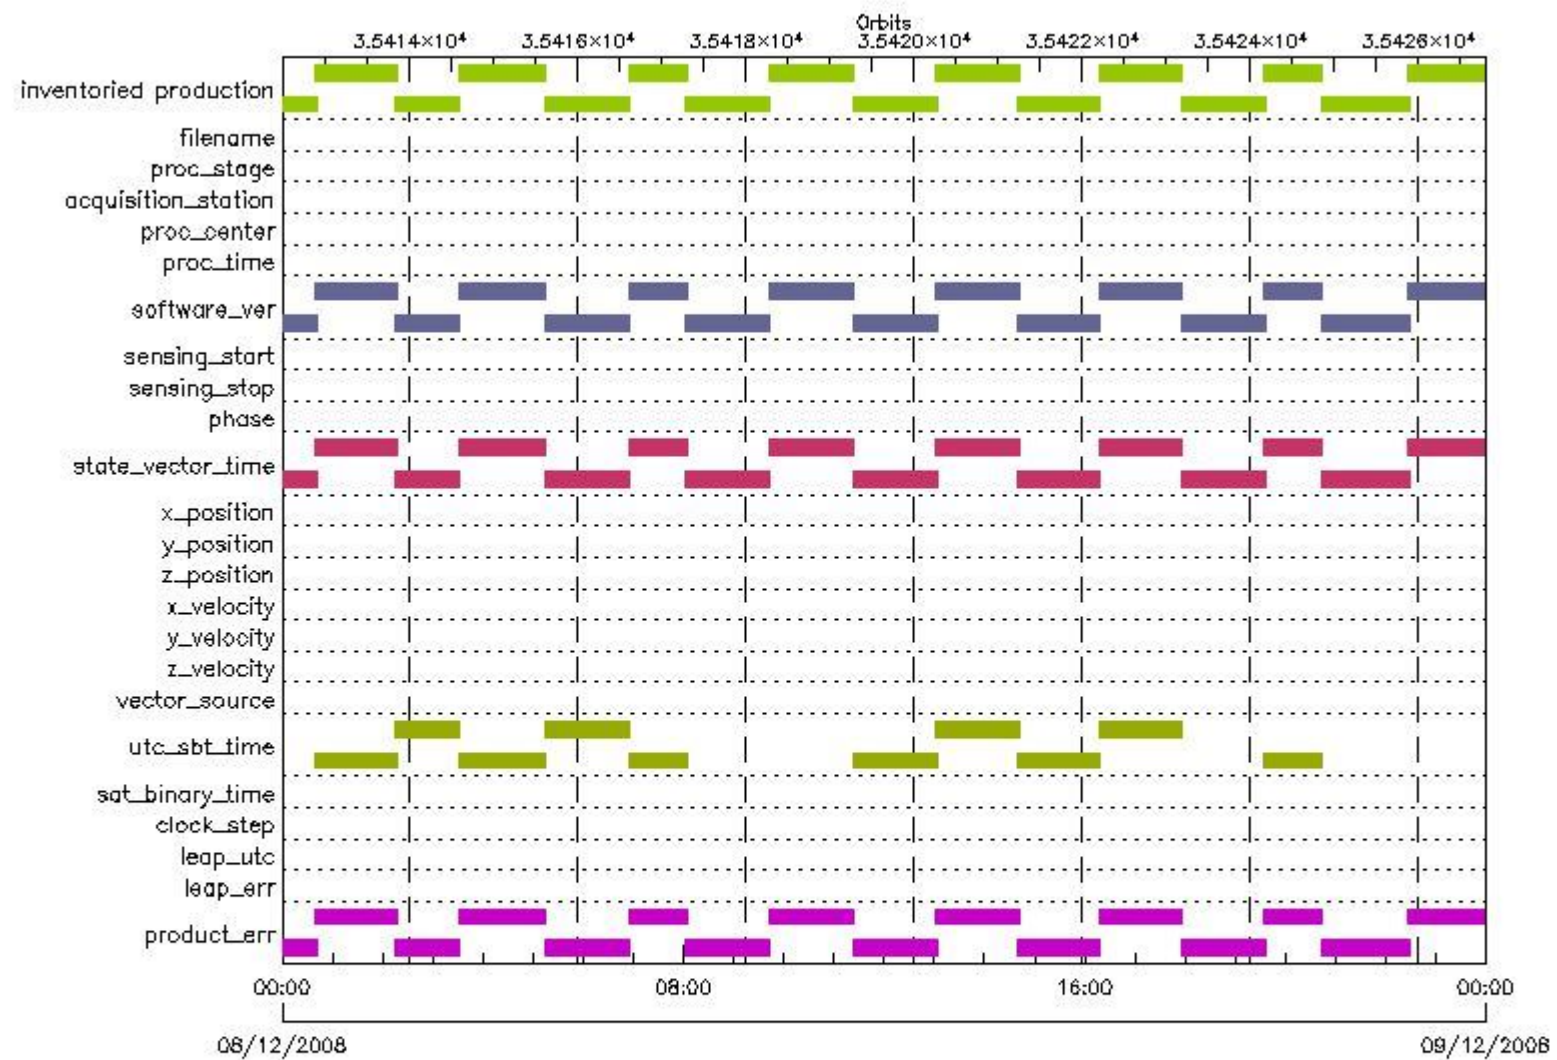 Orbits
3.5414×10⁴ 3.5416×10⁴ 3.5418×10⁴ 3.5420×10⁴ 3.5422×10⁴ 3.5424×10⁴ 3.5426×10⁴
inventoried production
filename
proc_stage
acquisition_station
proc_center
proc_time
software_ver
sensing_start
sensing_stop
phase
state_vector_time
x_position
y_position
z_position
x_velocity
y_velocity
z_velocity
vector_source
utc_sbt_time
sat_binary_time
clock_step
leap_utc
leap_err
product_err
00:00 08:00 16:00 00:00
08/12/2008 09/12/2008